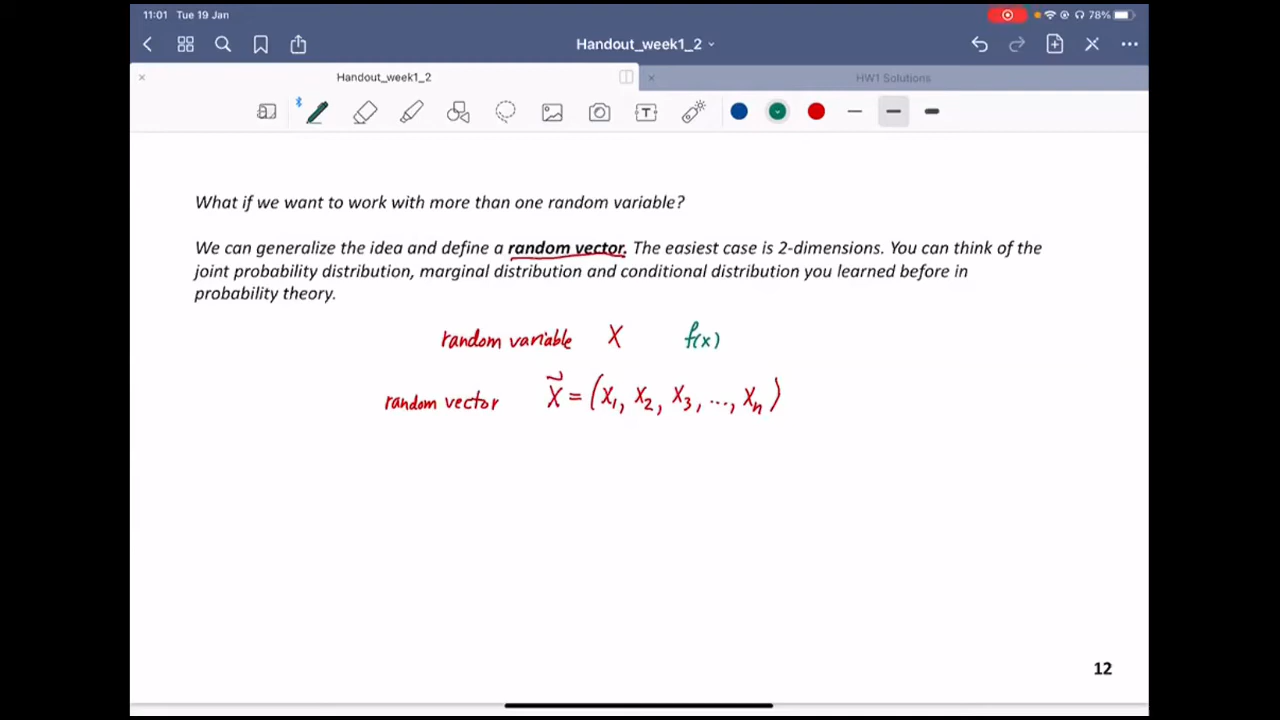 11:01 Tue 19 Jan
78%
Handout_week1_2
Handout_week1_2
HW1 Solutions
What if we want to work with more than one random variable?
We can generalize the idea and define a random vector. The easiest case is 2-dimensions. You can think of the
joint probability distribution, marginal distribution and conditional distribution you learned before in
probability theory.
random variable X f(x)
random vector X⃗ = (X₁, X₂, X₃, ..., Xₙ)
12